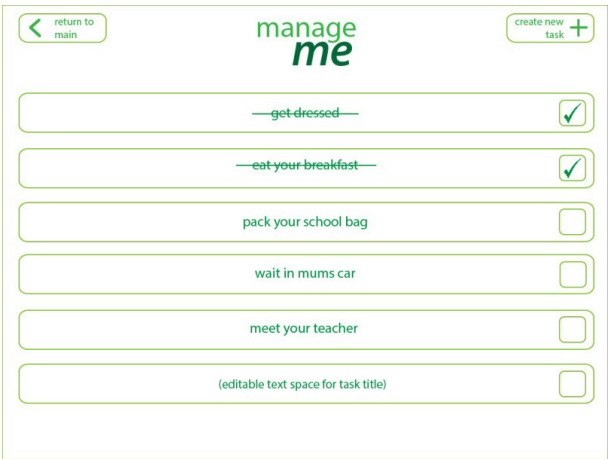 return to
main
manage
me
create new
task
get dressed
eat your breakfast
pack your school bag
wait in mums car
meet your teacher
(editable text space for task title)